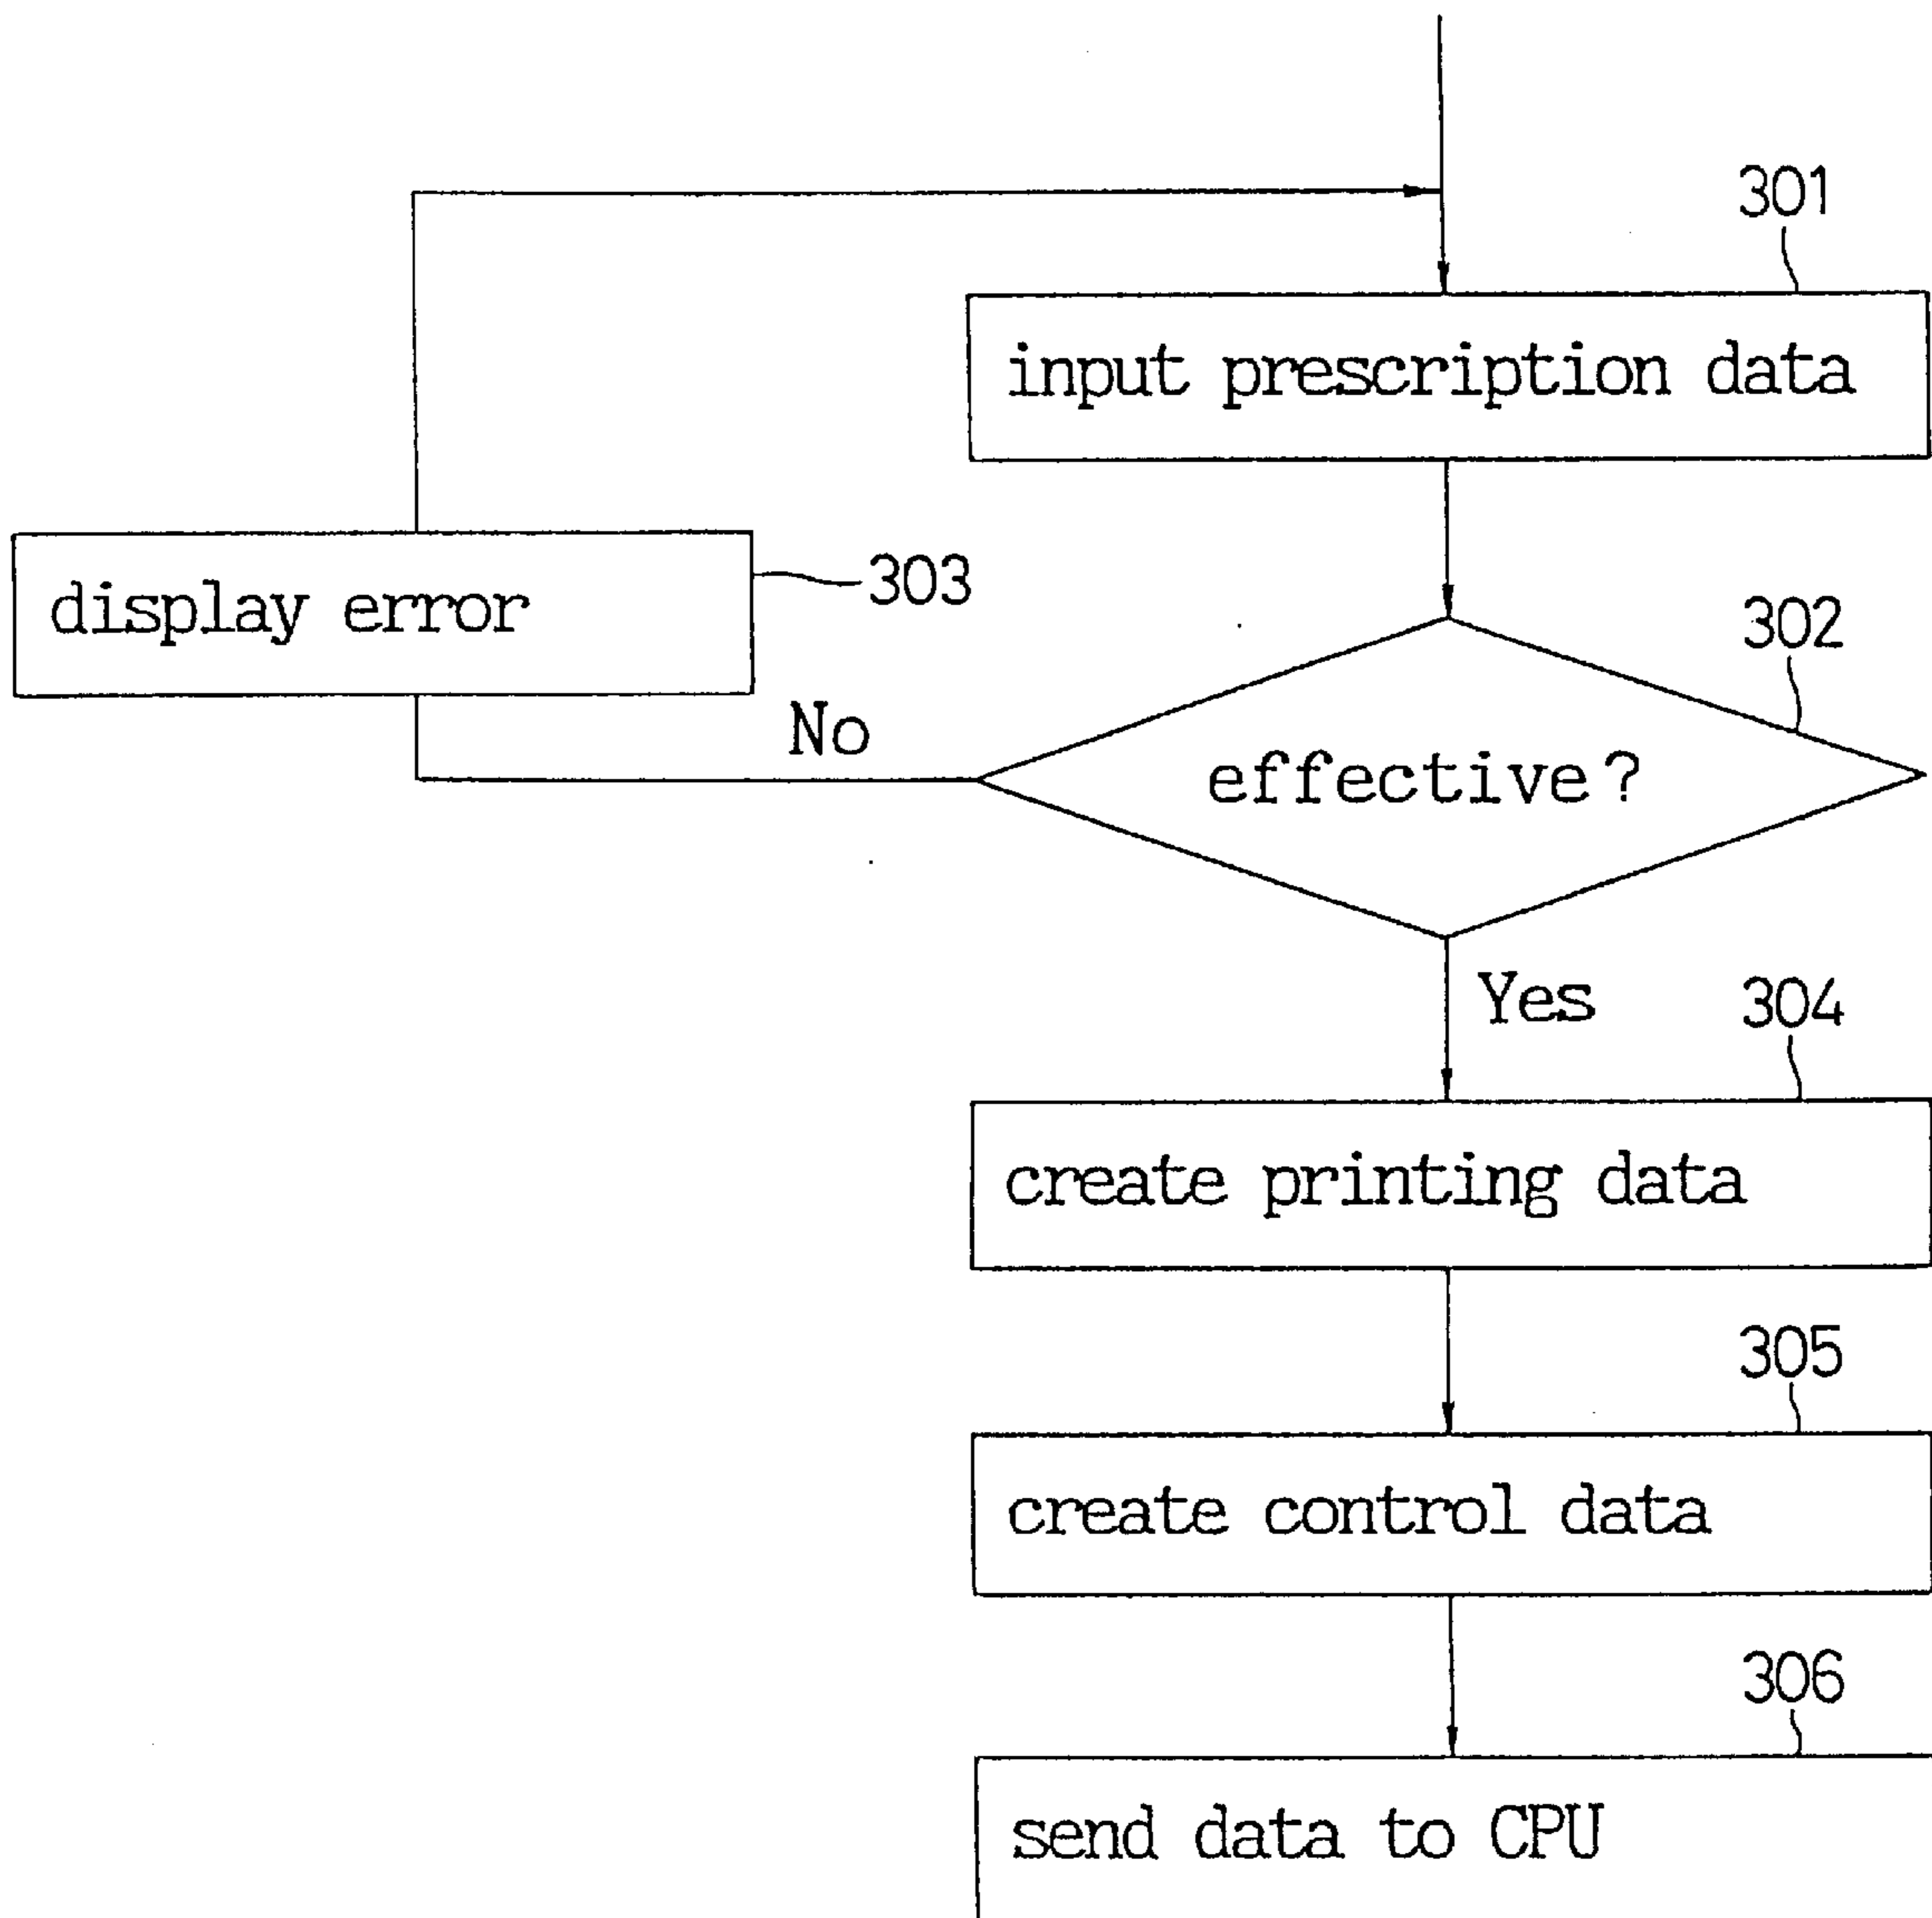 301
input prescription data
303
display error
302
No
effective?
Yes
304
create printing data
305
create control data
306
send data to CPU